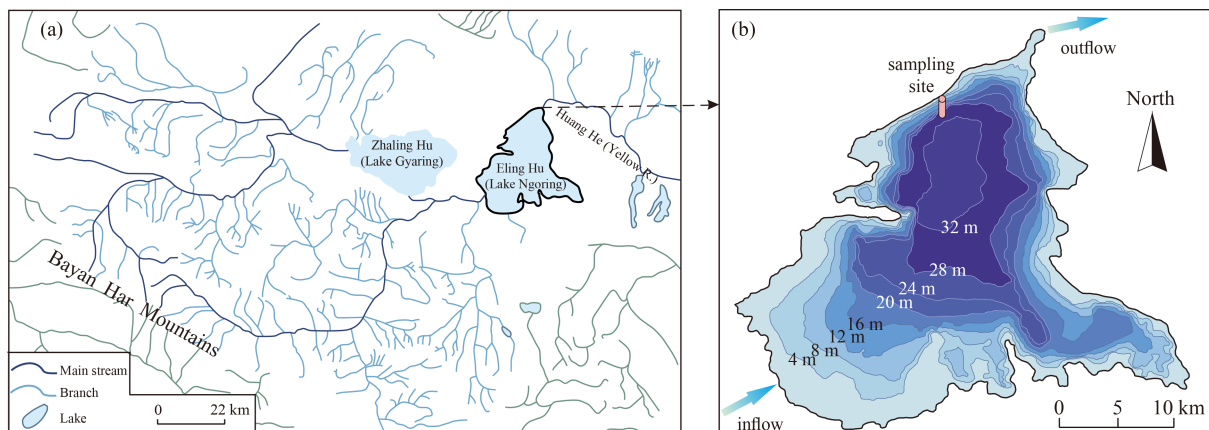 (a)
Zhaling Hu
(Lake Gyaring)
Eling Hu
(Lake Ngoring)
Huang He (Yellow R.)
Bayan Har Mountains
Main stream
Branch
Lake
0 22 km
(b)
outflow
sampling
site
North
32 m
28 m
24 m
20 m
16 m
12 m
8 m
4 m
inflow
0 5 10 km